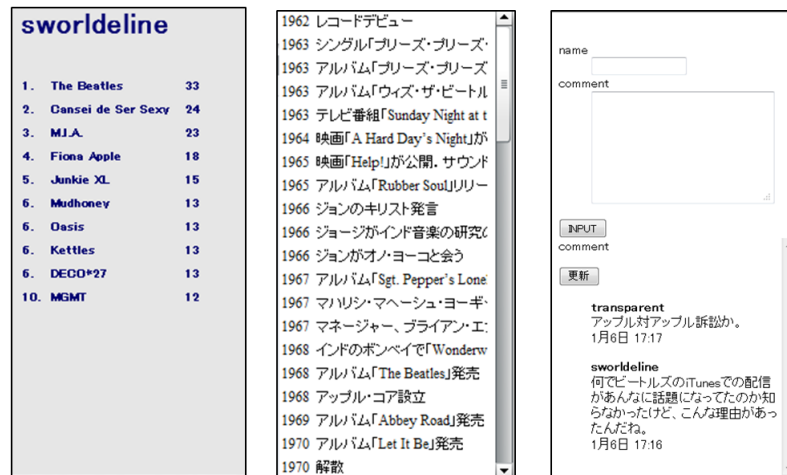 sworldeline
1. The Beatles 33
2. Cansei de Ser Sexy 24
3. M.I.A. 23
4. Fiona Apple 18
5. Junkie XL 15
6. Mudhoney 13
6. Oasis 13
6. Kettles 13
6. DECO*27 13
10. MGMT 12
1962 レコードデビュー
1963 シングル「プリーズ・プリーズ・
1963 アルバム「プリーズ・プリーズ
1963 アルバム「ウィズ・ザ・ビートル
1963 テレビ番組「Sunday Night at t
1964 映画「A Hard Day's Night」が
1965 映画「Help!」が公開．サウンド
1965 アルバム「Rubber Soul」リリー
1966 ジョンのキリスト発言
1966 ジョージがインド音楽の研究の
1966 ジョンがオノ・ヨーコと会う
1967 アルバム「Sgt. Pepper's Lone
1967 マハリシ・マヘーシュ・ヨーギ
1967 マネージャー、ブライアン・エ
1968 インドのボンベイで「Wonderw
1968 アルバム「The Beatles」発売
1968 アップル・コア設立
1969 アルバム「Abbey Road」発売
1970 アルバム「Let It Be」発売
1970 解散
name
comment
INPUT
comment
更新
transparent
アップル対アップル訴訟か。
1月6日 17:17
sworldeline
何でビートルズのiTunesでの配信
があんなに話題になってたのか知
らなかったけど、こんな理由があっ
たんだね。
1月6日 17:16